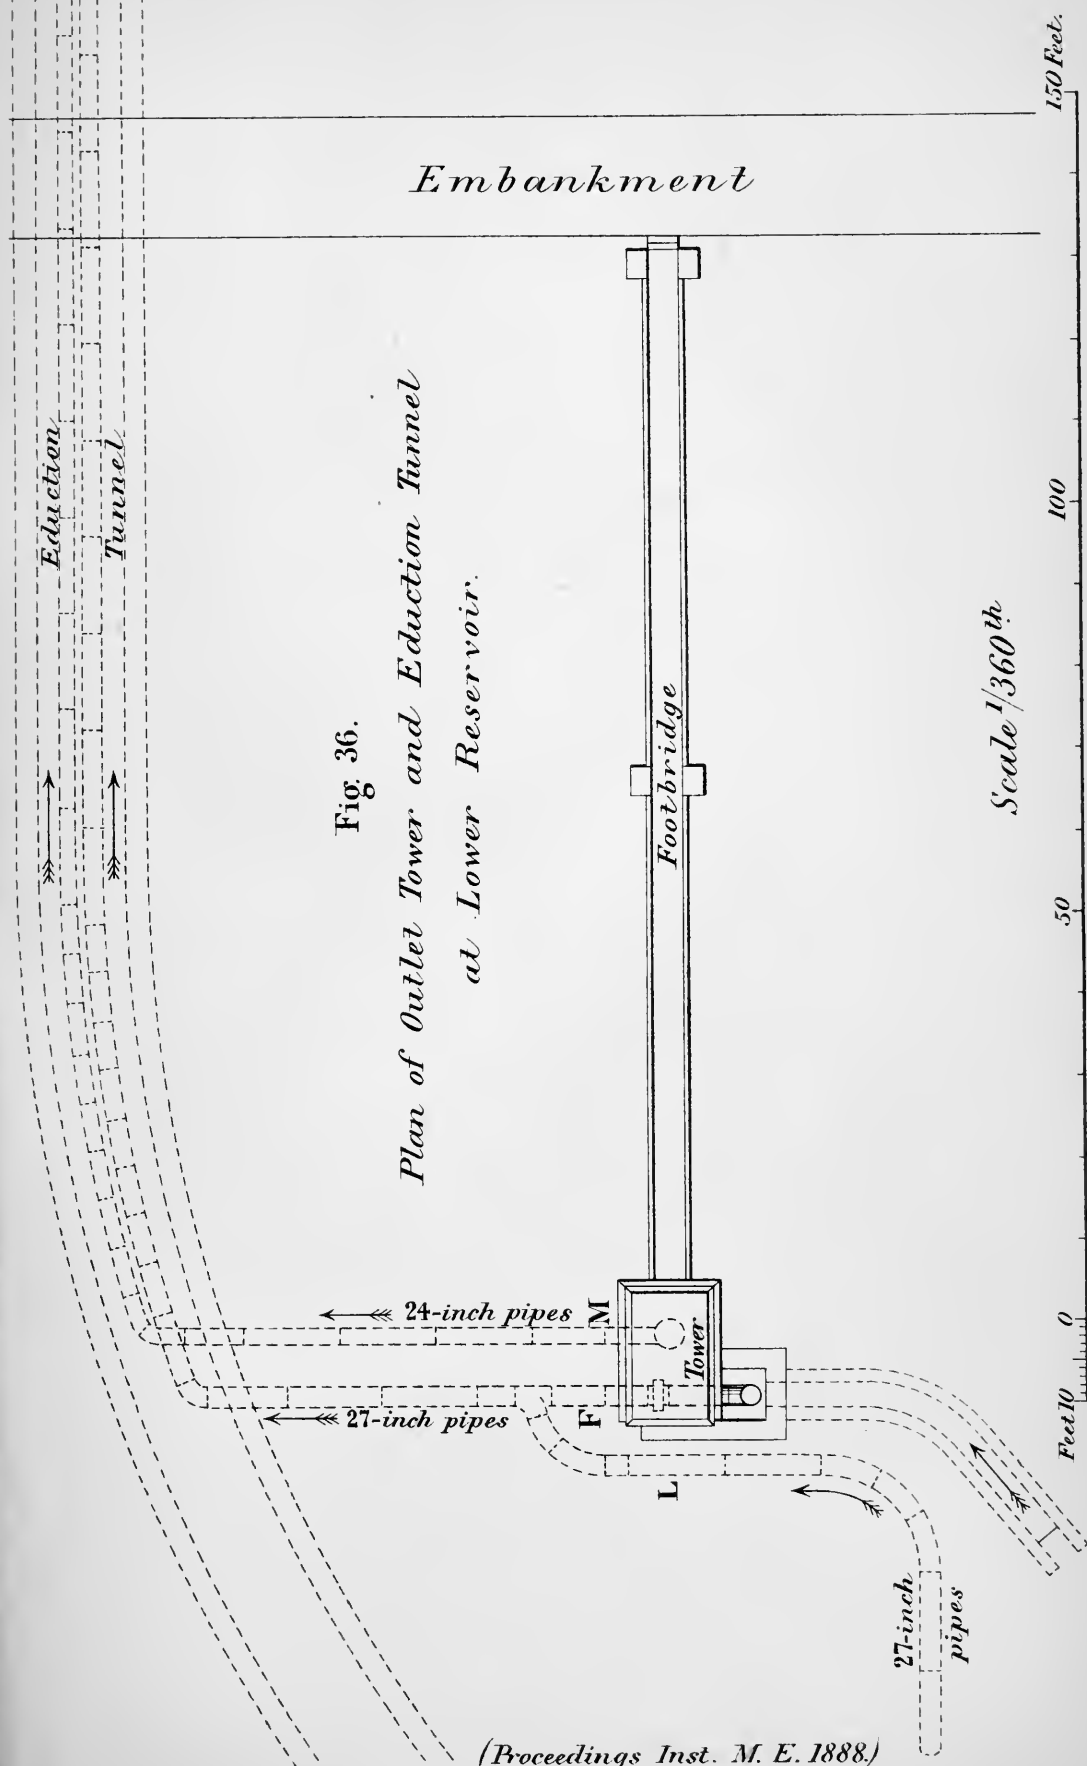 Fig. 36.
Plan of Outlet Tower and Eduction Tunnel
at Lower Reservoir.
Eduction
Tunnel
Embankment
Footbridge
Tower
24-inch pipes
M
27-inch pipes
F
L
27-inch
pipes
Scale 1/360th
Feet 10
0
50
100
150 Feet.
(Proceedings Inst. M. E. 1888.)